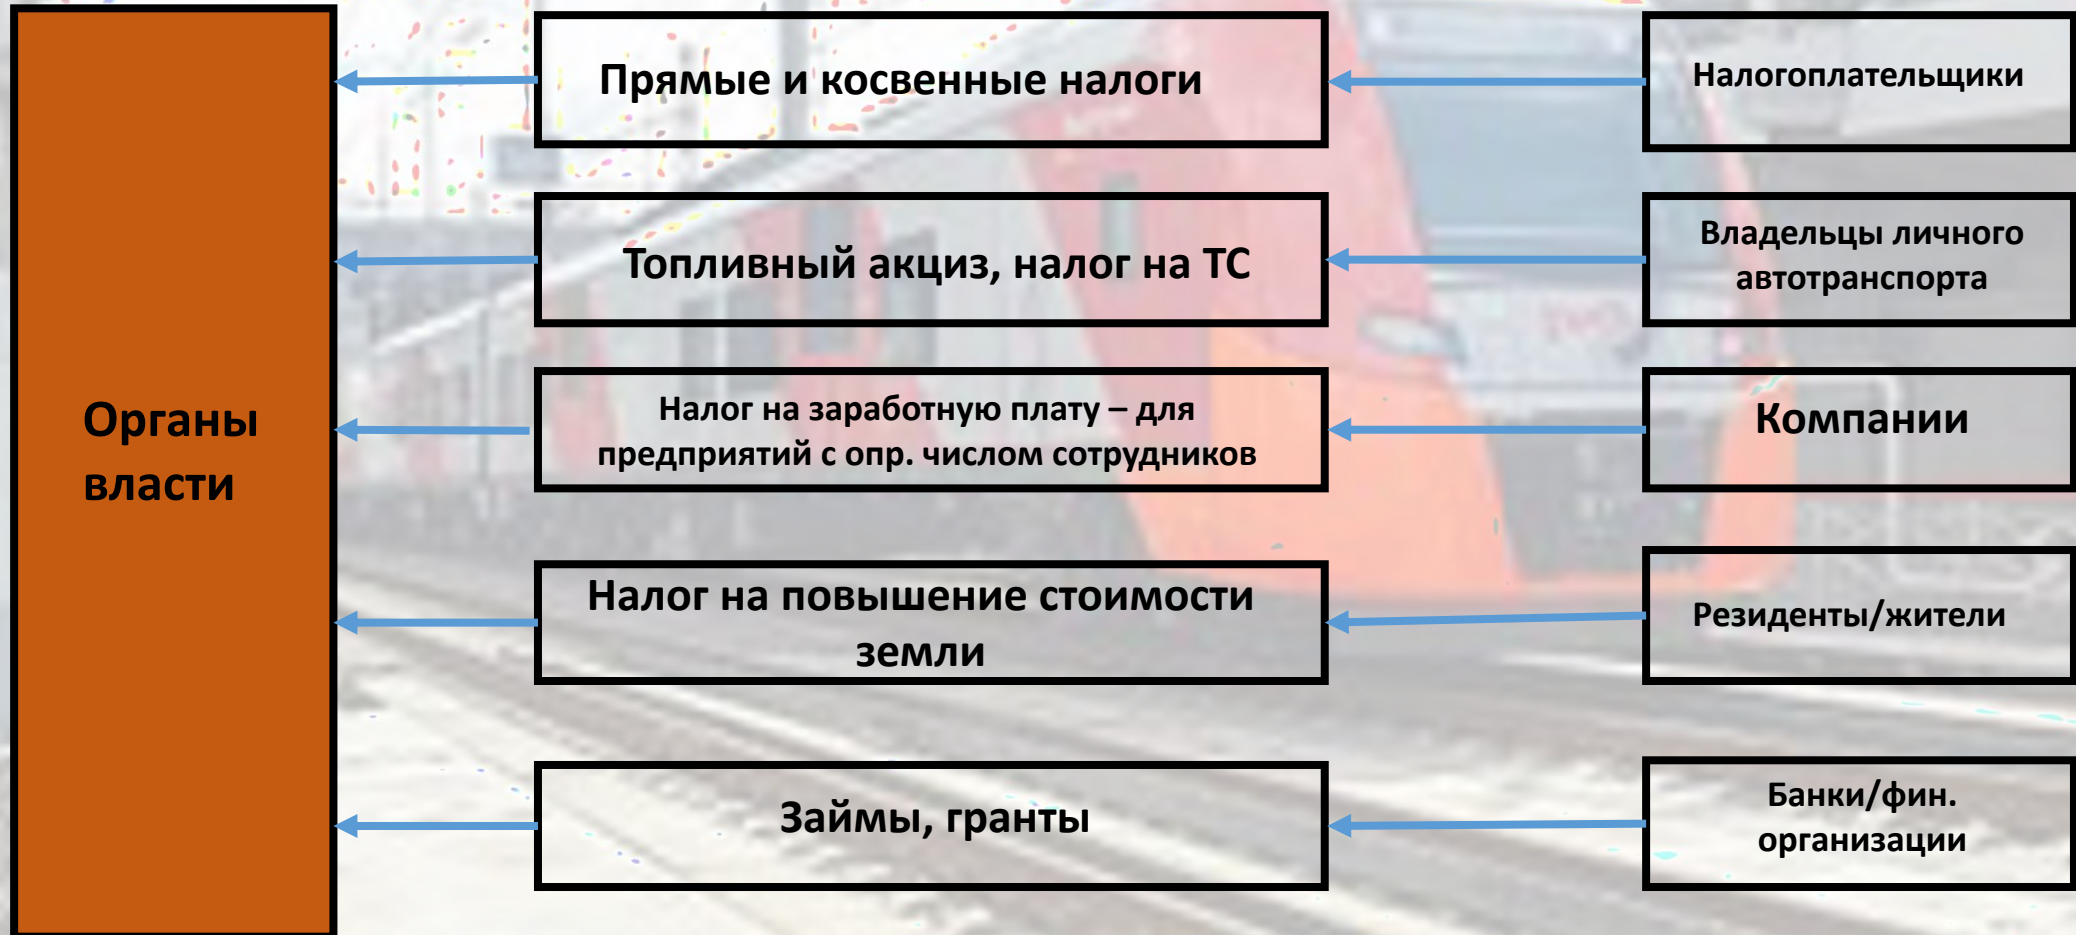 Органы
власти
Прямые и косвенные налоги
Налогоплательщики
Топливный акциз, налог на ТС
Владельцы личного
автотранспорта
Налог на заработную плату – для
предприятий с опр. числом сотрудников
Компании
Налог на повышение стоимости
земли
Резиденты/жители
Займы, гранты
Банки/фин.
организации